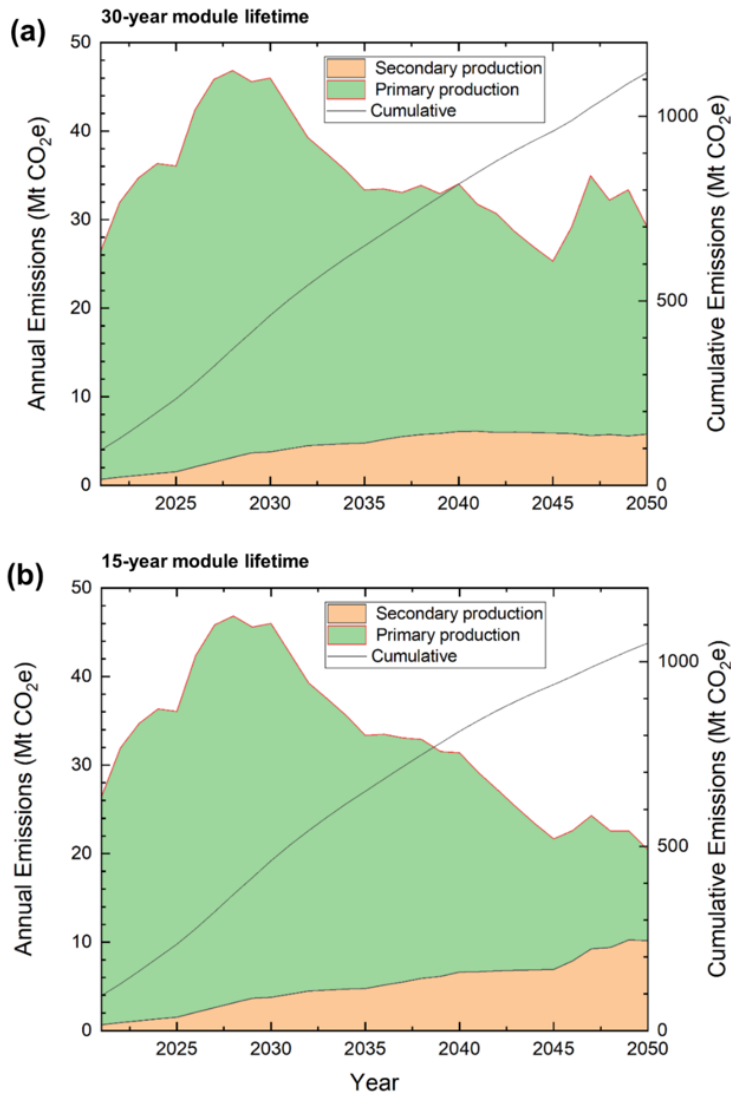 30-year module lifetime
(a)
50
40
30
20
10
0
Annual Emissions (Mt CO₂e)
Secondary production
Primary production
Cumulative
1000
500
0
Cumulative Emissions (Mt CO₂e)
2025 2030 2035 2040 2045 2050
15-year module lifetime
(b)
50
40
30
20
10
0
Annual Emissions (Mt CO₂e)
Secondary production
Primary production
Cumulative
1000
500
0
Cumulative Emissions (Mt CO₂e)
2025 2030 2035 2040 2045 2050
Year